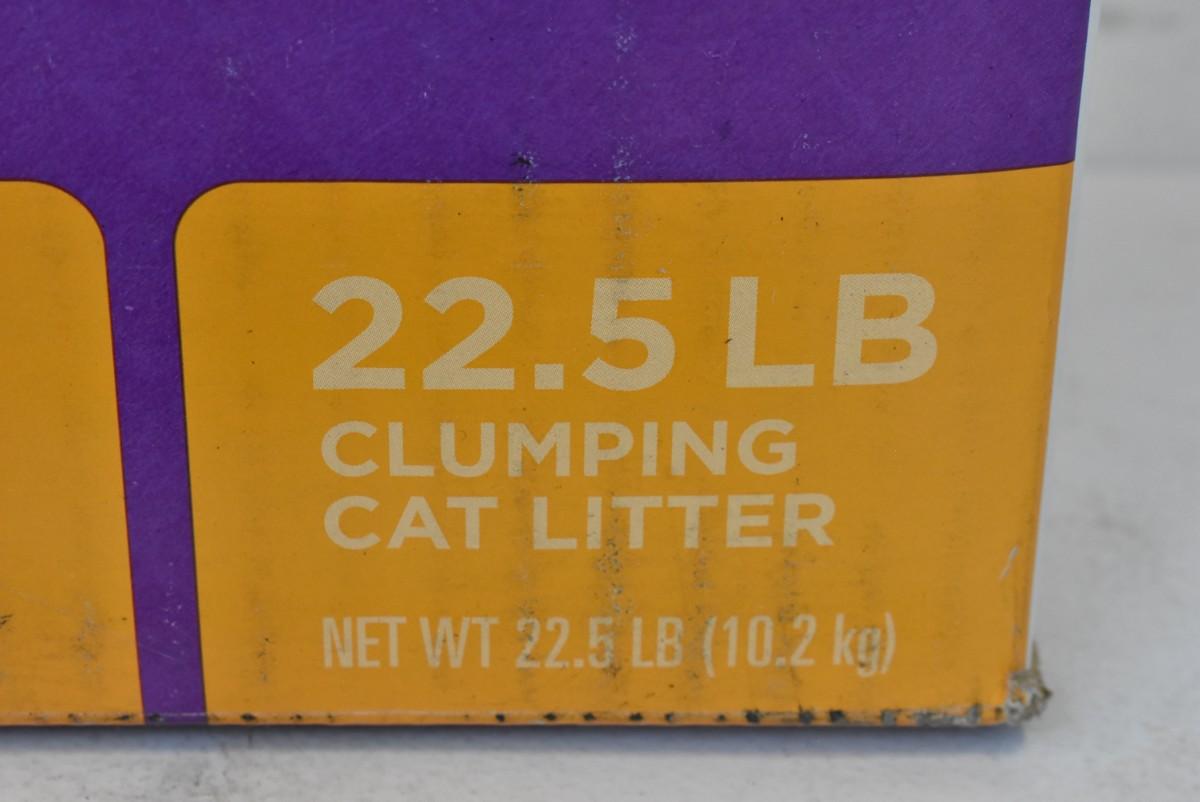 22.5 LB
CLUMPING
CAT LITTER
NET WT 22.5 LB (10.2 kg)